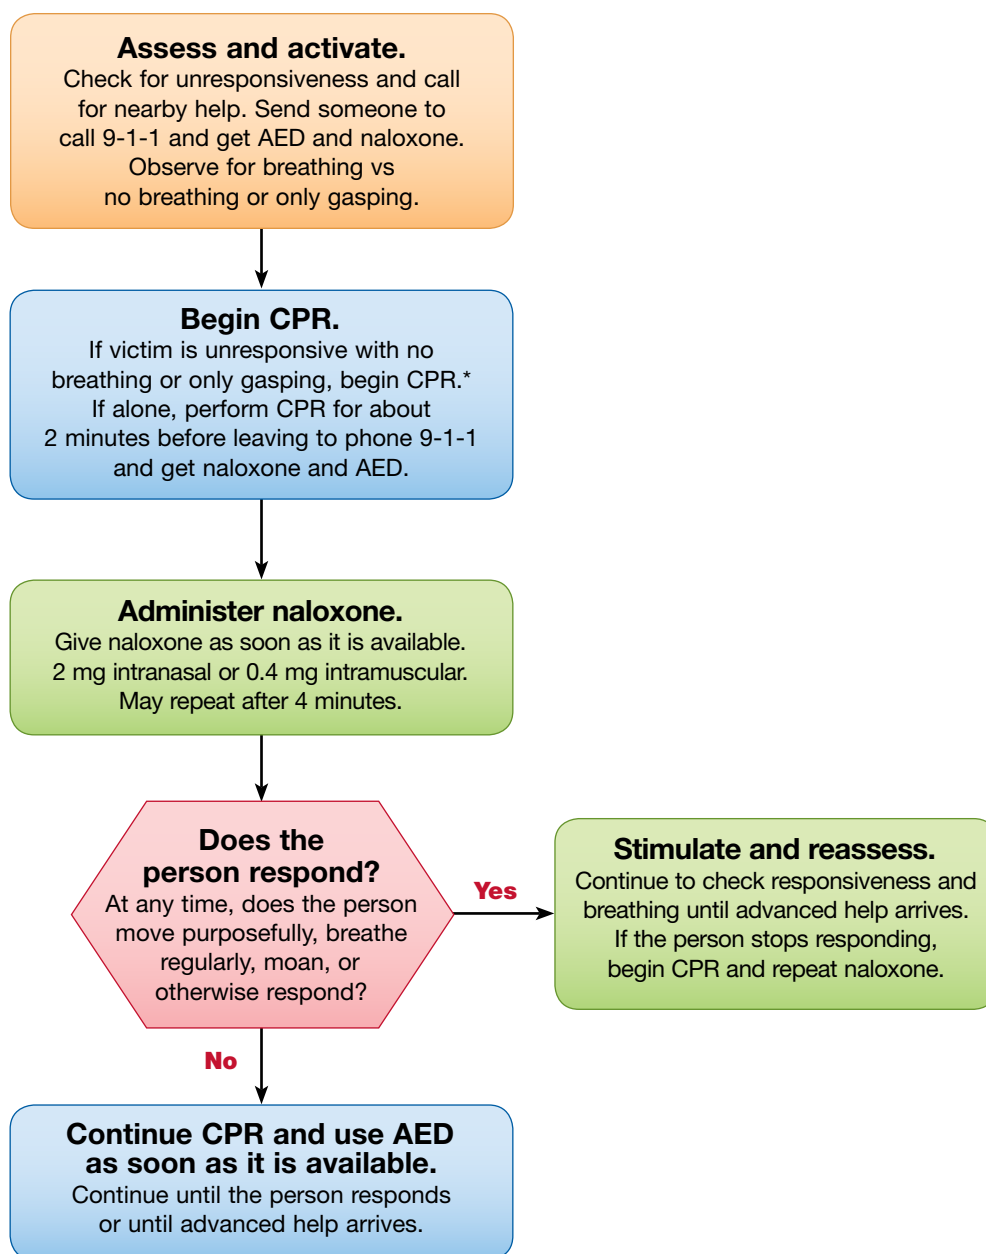 Assess and activate.
Check for unresponsiveness and call
for nearby help. Send someone to
call 9-1-1 and get AED and naloxone.
Observe for breathing vs
no breathing or only gasping.
Begin CPR.
If victim is unresponsive with no
breathing or only gasping, begin CPR.*
If alone, perform CPR for about
2 minutes before leaving to phone 9-1-1
and get naloxone and AED.
Administer naloxone.
Give naloxone as soon as it is available.
2 mg intranasal or 0.4 mg intramuscular.
May repeat after 4 minutes.
Does the
person respond?
At any time, does the person
move purposefully, breathe
regularly, moan, or
otherwise respond?
Yes
Stimulate and reassess.
Continue to check responsiveness and
breathing until advanced help arrives.
If the person stops responding,
begin CPR and repeat naloxone.
No
Continue CPR and use AED
as soon as it is available.
Continue until the person responds
or until advanced help arrives.